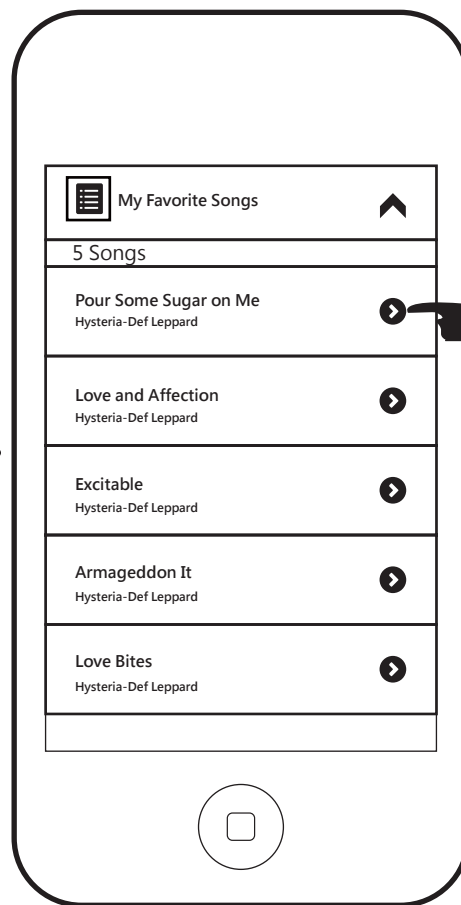 My Favorite Songs
5 Songs
Pour Some Sugar on Me
Hysteria-Def Leppard
Love and Affection
Hysteria-Def Leppard
Excitable
Hysteria-Def Leppard
Armageddon It
Hysteria-Def Leppard
Love Bites
Hysteria-Def Leppard